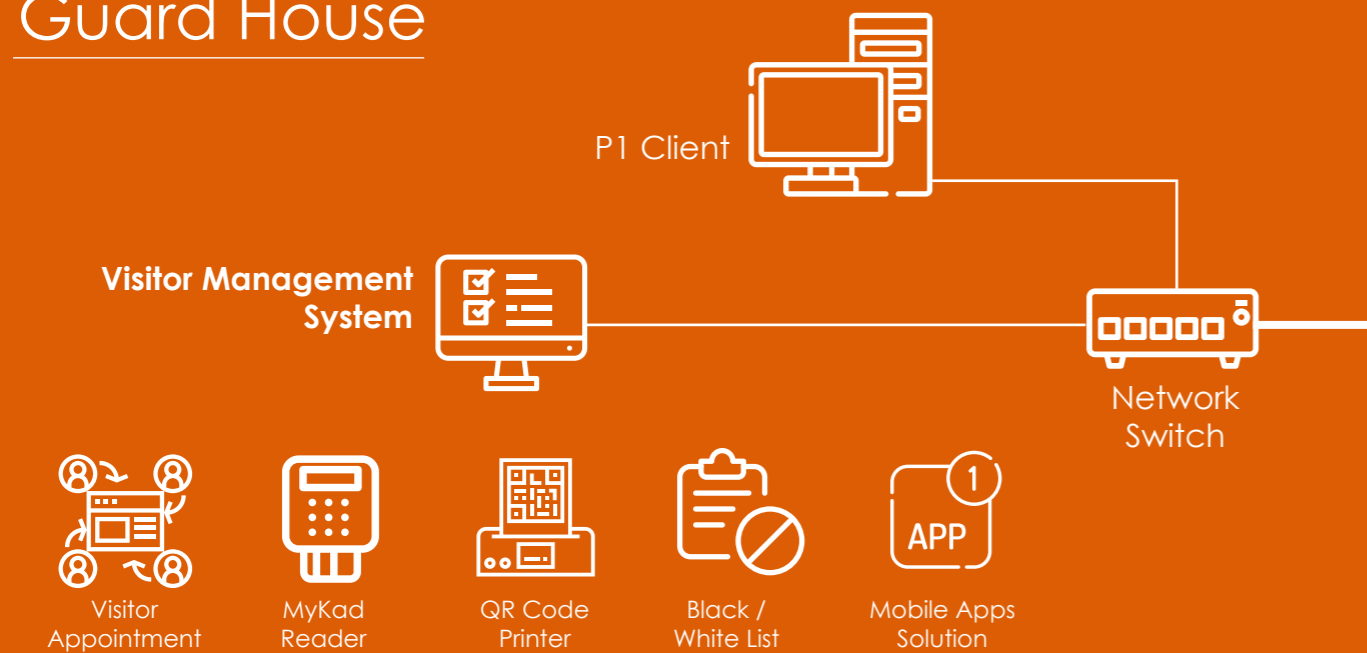 Guard House
P1 Client
Visitor Management
System
Network
Switch
1
APP
Visitor
Appointment
MyKad
Reader
QR Code
Printer
Black /
White List
Mobile Apps
Solution